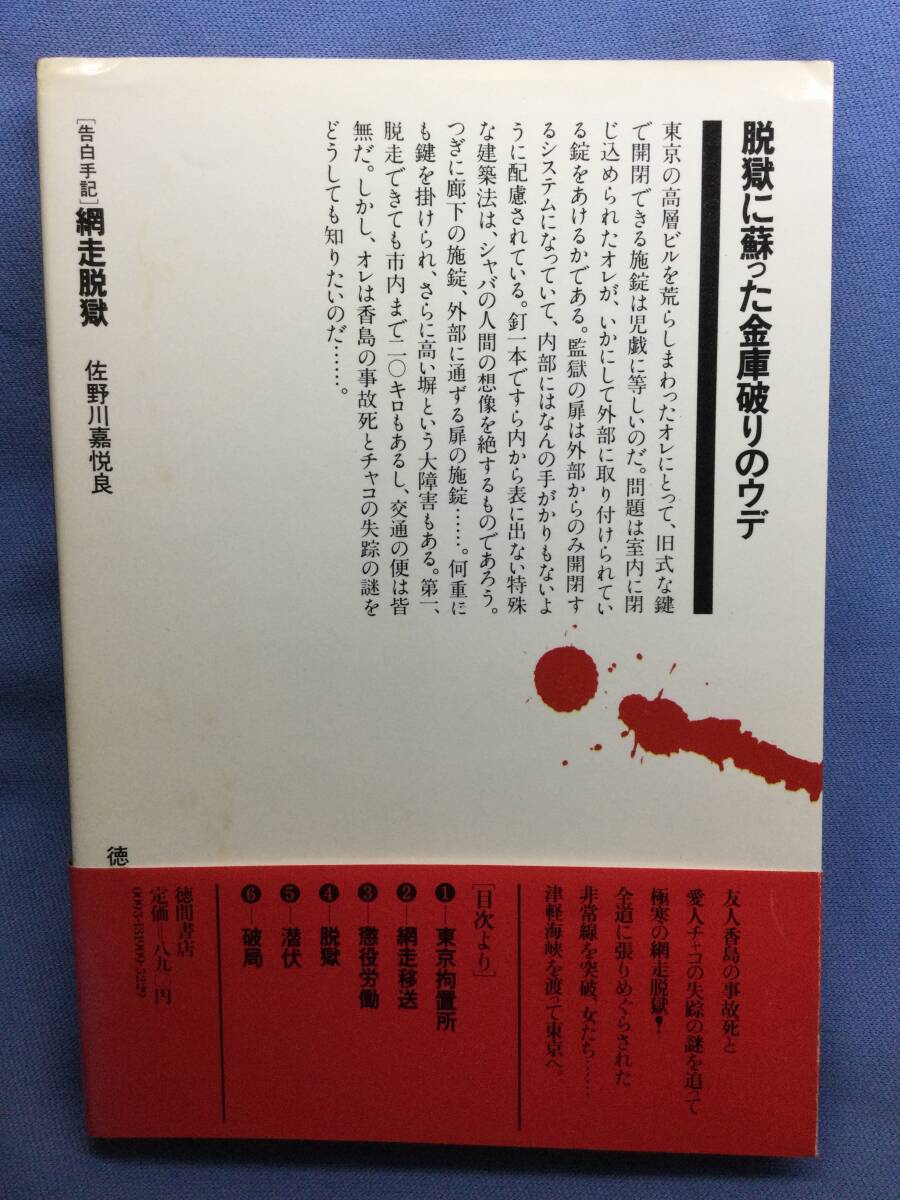 脱獄に蘇った金庫破りのウデ
東京の高層ビルを荒らしまわったオレにとって、旧式な鍵
で開閉できる施錠は児戯に等しいのだ。問題は室内に閉
じ込められたオレが、いかにして外部に取り付けられてい
る錠をあけるかである。監獄の扉は外部からのみ開閉す
るシステムになっていて、内部にはなんの手がかりもないよ
うに配慮されている。釘一本ですら内から表に出ない特殊
な建築法は、シャバの人間の想像を絶するものであろう。
つぎに廊下の施錠、外部に通ずる扉の施錠……。何重に
も鍵を掛けられ、さらに高い塀という大障害もある。第一、
脱走できても市内まで二〇キロもあるし、交通の便は皆
無だ。しかし、オレは香島の事故死とチャコの失踪の謎を
どうしても知りたいのだ……。
[告白手記]網走脱獄 佐野川嘉悦良
徳
友人香島の事故死と
愛人チャコの失踪の謎を追って
極寒の網走脱獄！
全道に張りめぐらされた
非常線を突破、女たち……
津軽海峡を渡って東京へ。
[目次より]
❶─東京拘置所
❷─網走移送
❸─懲役労働
❹─脱獄
❺─潜伏
❻─破局
徳間書店
定価=八九〇円